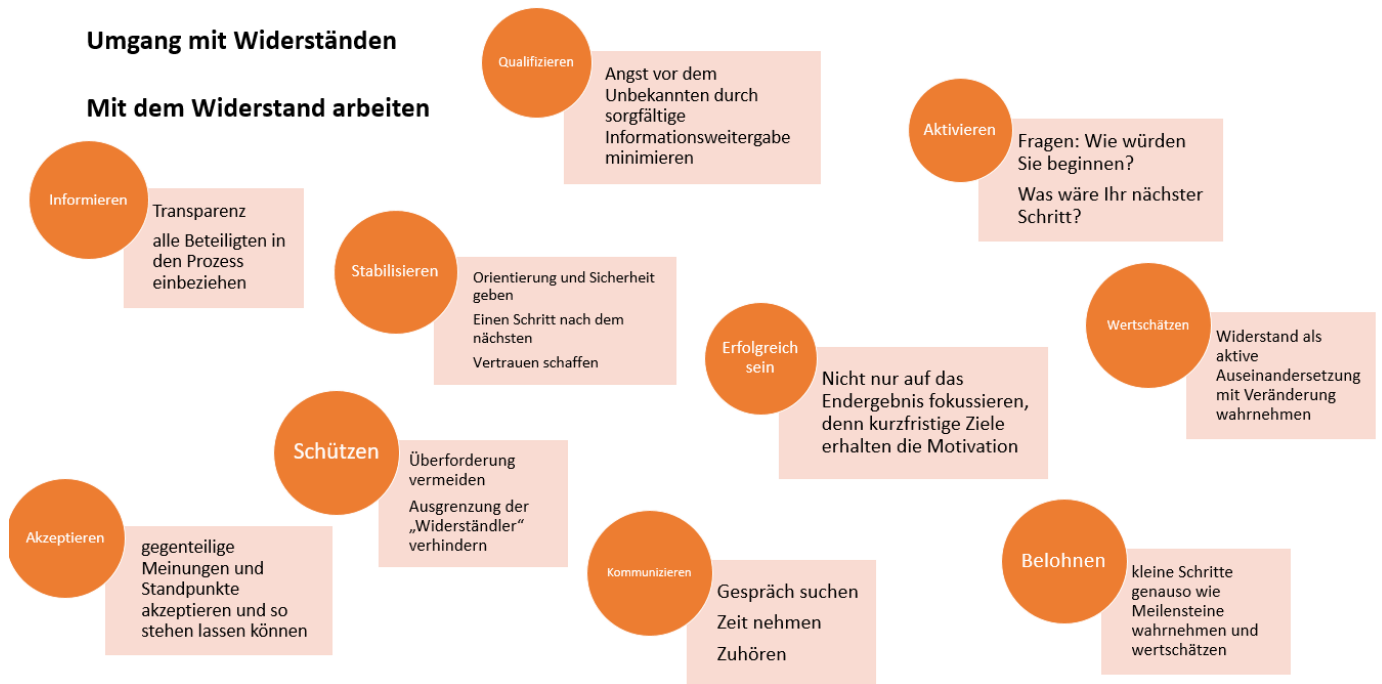 Umgang mit Widerständen
Mit dem Widerstand arbeiten
Qualifizieren
Angst vor dem
Unbekannten durch
sorgfältige
Informationsweitergabe
minimieren
Aktivieren
Fragen: Wie würden
Sie beginnen?
Was wäre Ihr nächster
Schritt?
Informieren
Transparenz
alle Beteiligten in
den Prozess
einbeziehen
Stabilisieren
Orientierung und Sicherheit
geben
Einen Schritt nach dem
nächsten
Vertrauen schaffen
Erfolgreich
sein
Nicht nur auf das
Endergebnis fokussieren,
denn kurzfristige Ziele
erhalten die Motivation
Wertschätzen
Widerstand als
aktive
Auseinandersetzung
mit Veränderung
wahrnehmen
Schützen
Überforderung
vermeiden
Ausgrenzung der
„Widerständler“
verhindern
Akzeptieren
gegenteilige
Meinungen und
Standpunkte
akzeptieren und so
stehen lassen können
Kommunizieren
Gespräch suchen
Zeit nehmen
Zuhören
Belohnen
kleine Schritte
genauso wie
Meilensteine
wahrnehmen und
wertschätzen